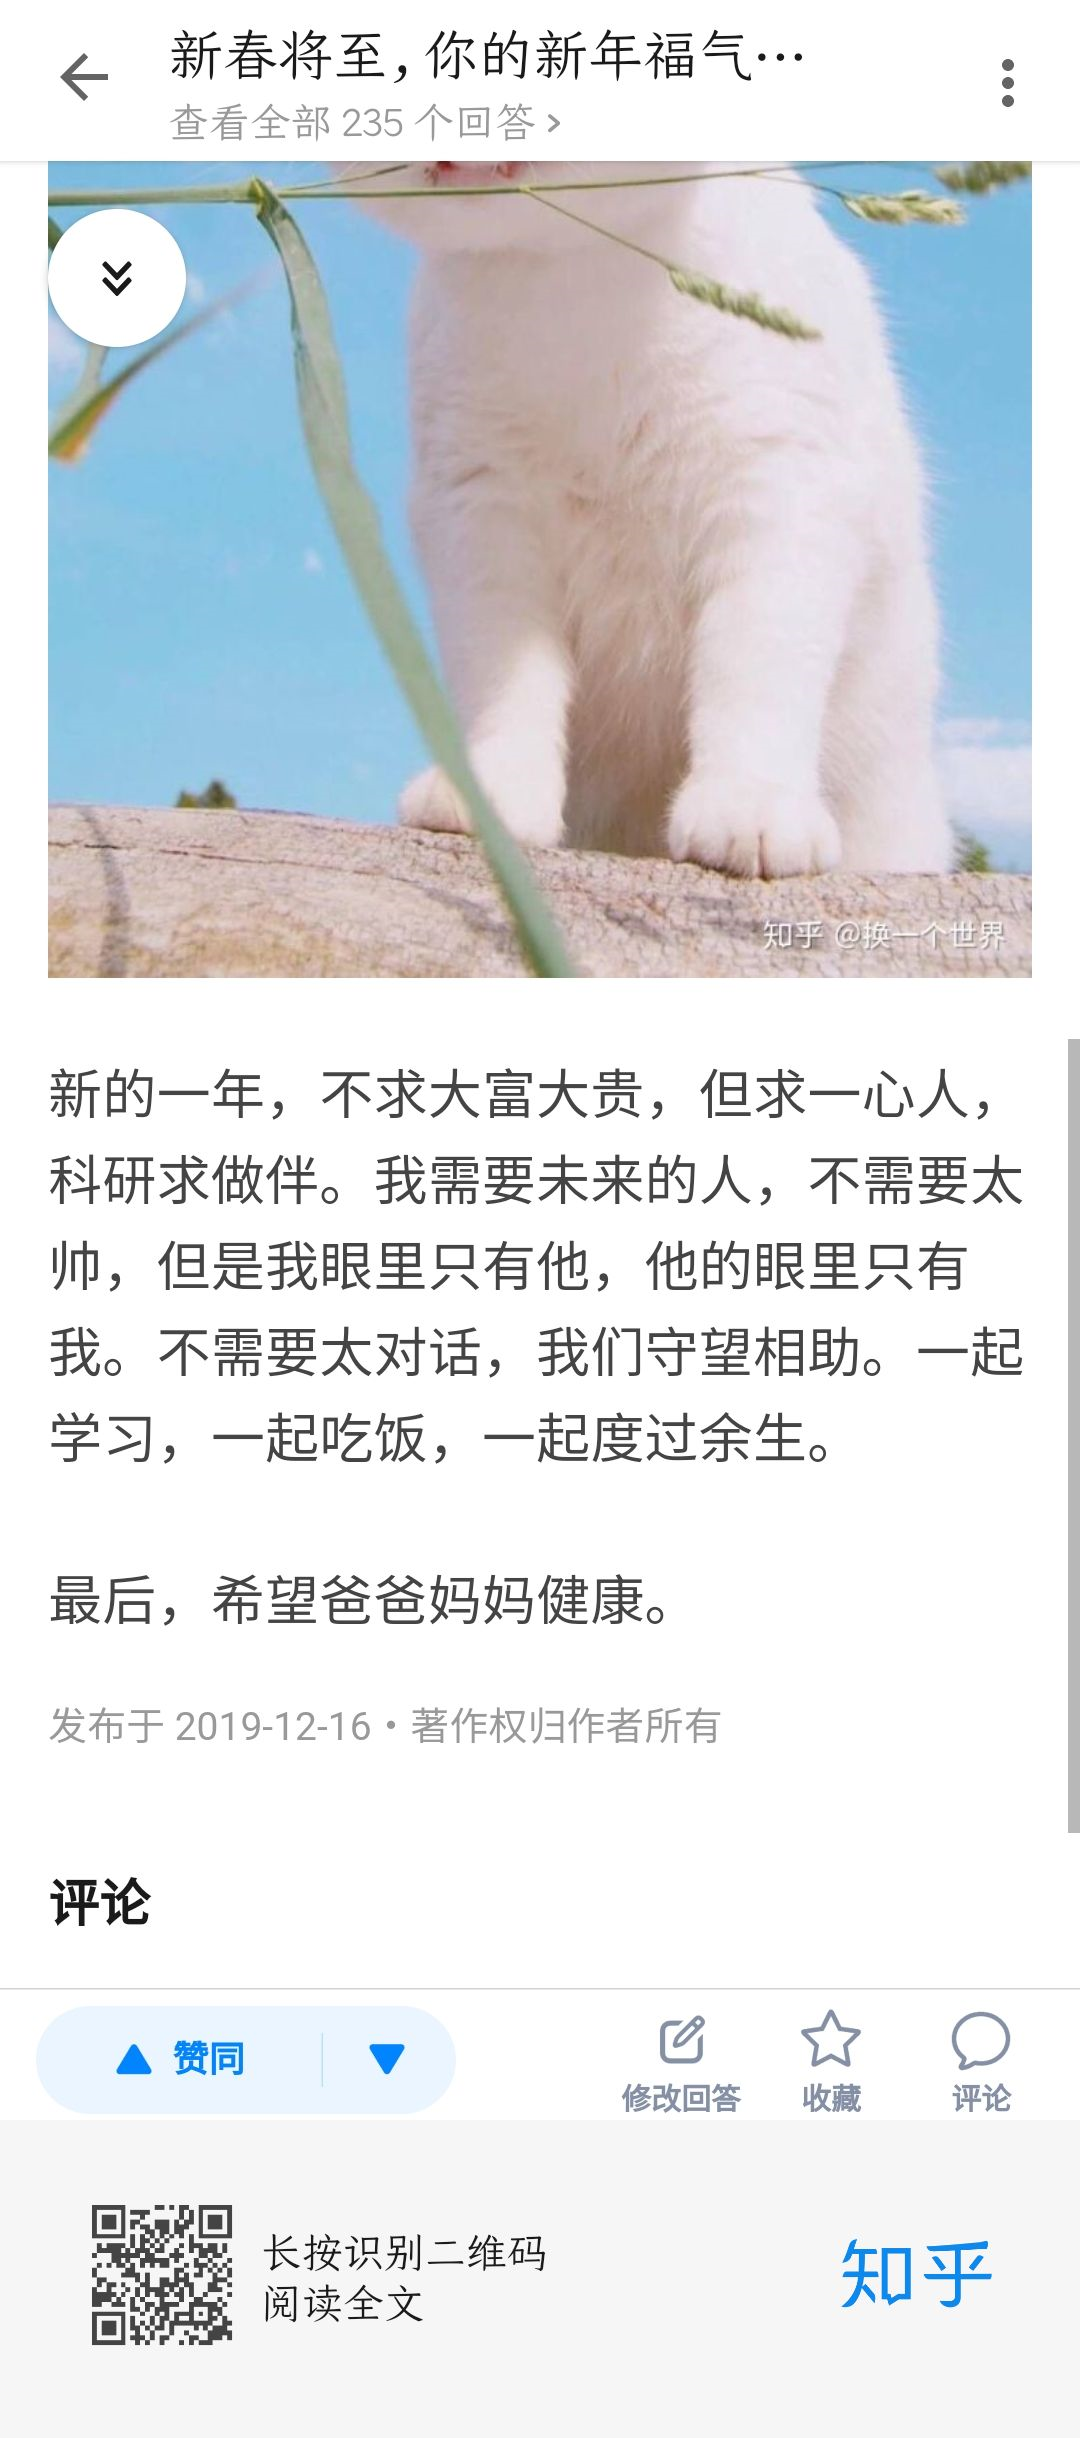 新春将至,你的新年福气…
查看全部 235 个回答 >
知乎 @换一个世界
新的一年，不求大富大贵，但求一心人，
科研求做伴。我需要未来的人，不需要太
帅，但是我眼里只有他，他的眼里只有
我。不需要太对话，我们守望相助。一起
学习，一起吃饭，一起度过余生。
最后，希望爸爸妈妈健康。
发布于 2019-12-16・著作权归作者所有
评论
赞同
修改回答 收藏 评论
长按识别二维码
阅读全文
知乎